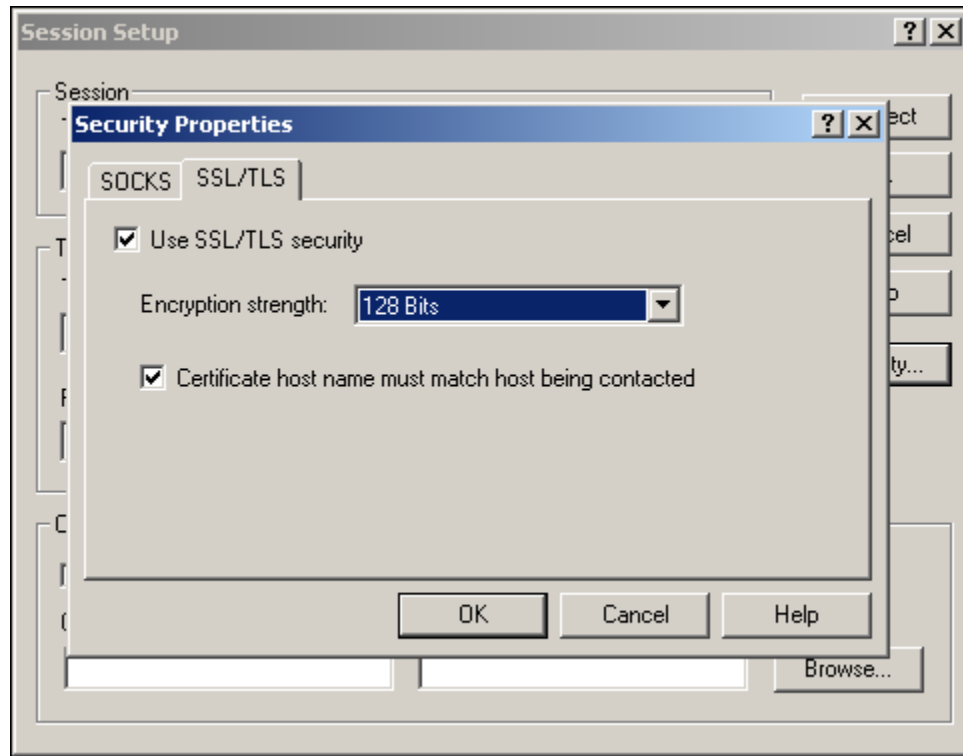 Session Setup
Session
Security Properties
SOCKS SSL/TLS
Use SSL/TLS security
Encryption strength: 128 Bits
Certificate host name must match host being contacted
OK Cancel Help
Browse...